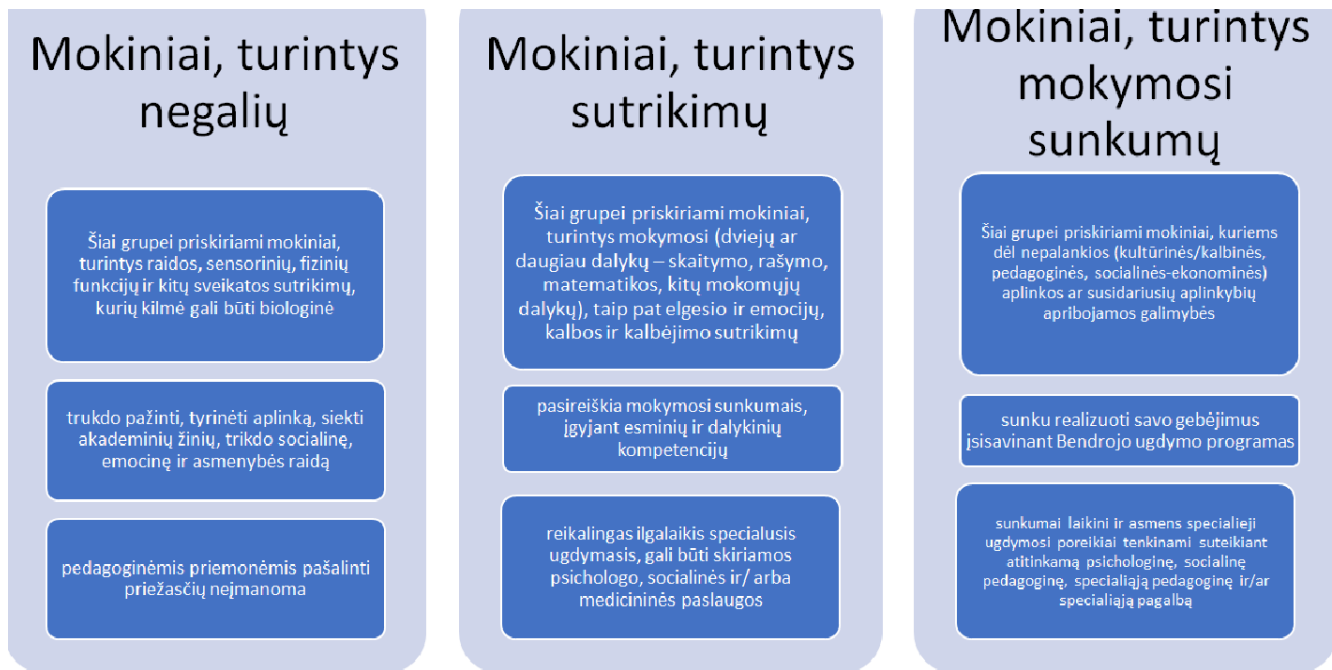 Mokiniai, turintys
negalių
Šiai grupei priskiriami mokiniai,
turintys raidos, sensorinių, fizinių
funkcijų ir kitų sveikatos sutrikimų,
kurių kilmė gali būti biologinė
trukdo pažinti, tyrinėti aplinką, siekti
akademinių žinių, trikdo socialinę,
emocinę ir asmenybės raidą
pedagoginėmis priemonėmis pašalinti
priežasčių neįmanoma
Mokiniai, turintys
sutrikimų
Šiai grupei priskiriami mokiniai,
turintys mokymosi (dviejų ar
daugiau dalykų – skaitymo, rašymo,
matematikos, kitų mokomųjų
dalykų), taip pat elgesio ir emocijų,
kalbos ir kalbėjimo sutrikimų
pasireiškia mokymosi sunkumais,
įgyjant esminių ir dalykinių
kompetencijų
reikalingas ilgalaikis specialusis
ugdymasis, gali būti skiriamos
psichologo, socialinės ir/ arba
medicininės paslaugos
Mokiniai, turintys
mokymosi
sunkumų
Šiai grupei priskiriami mokiniai, kuriems
dėl nepalankios (kultūrinės/kalbinės,
pedagoginės, socialinės-ekonominės)
aplinkos ar susidariusių aplinkybių
apribojamos galimybės
sunku realizuoti savo gebėjimus
įsisavinant Bendrojo ugdymo programas
sunkumai laikini ir asmens specialieji
ugdymosi poreikiai tenkinami suteikiant
atitinkamą psichologinę, socialinę
pedagoginę, specialiąją pedagoginę ir/ar
specialiąją pagalbą